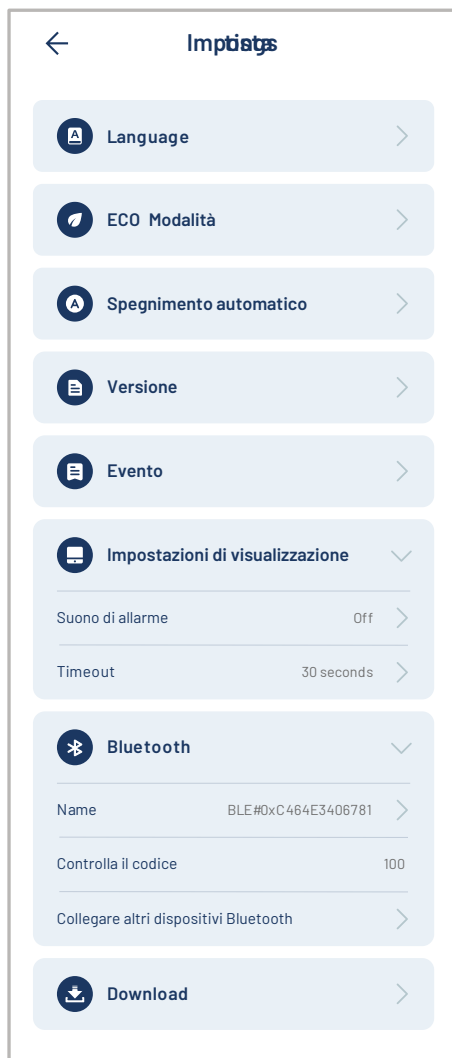 Language
ECO Modalità
Spegnimento automatico
Versione
Evento
Impostazioni di visualizzazione
Suono di allarme
Off
Timeout
30 seconds
Bluetooth
Name
BLE#0xC464E3406781
Controlla il codice
100
Collegare altri dispositivi Bluetooth
Download